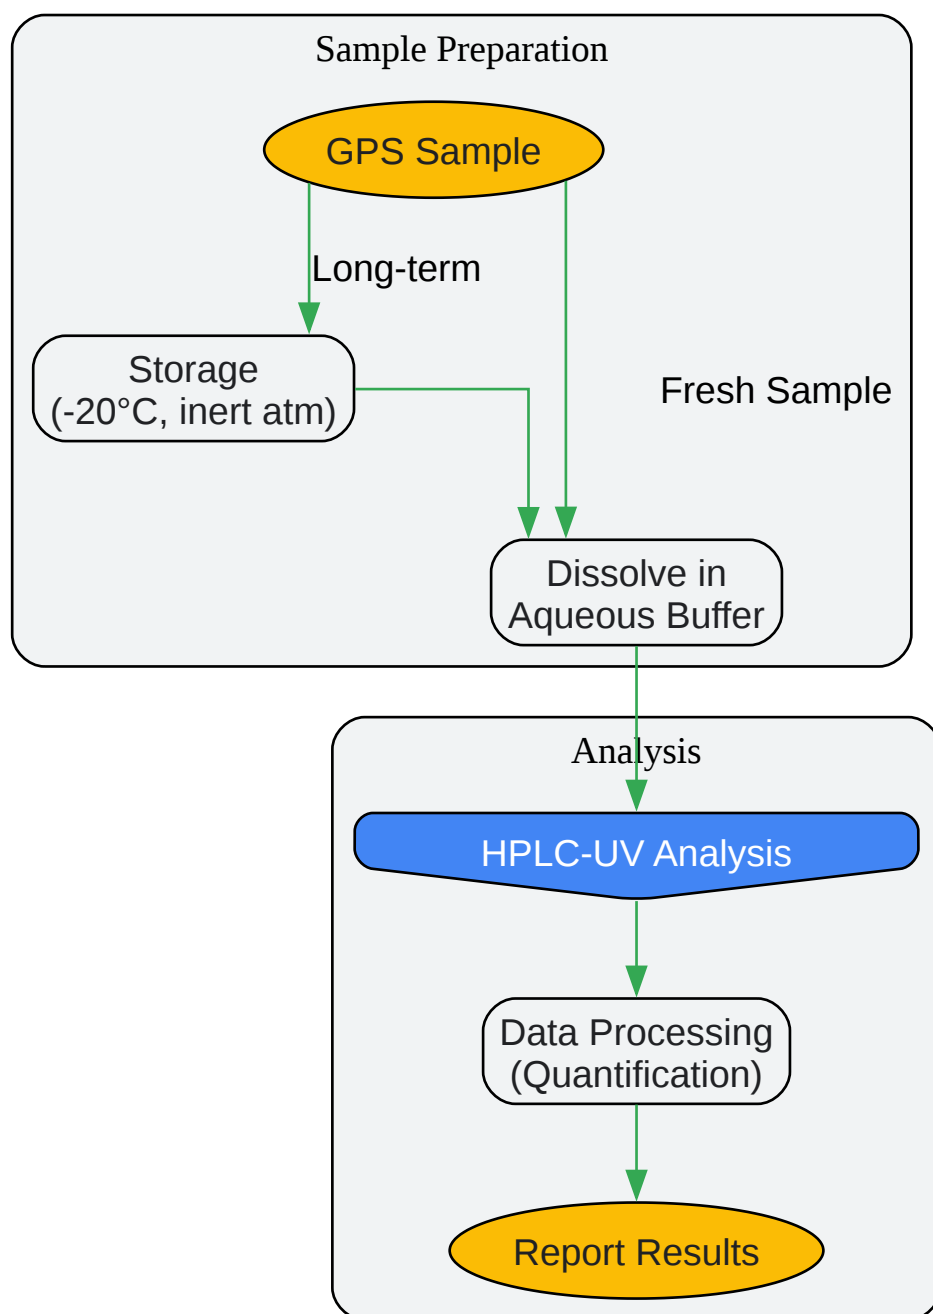 Sample Preparation
GPS Sample
Long-term
Storage
(-20°C, inert atm)
Fresh Sample
Dissolve in
Aqueous Buffer
Analysis
HPLC-UV Analysis
Data Processing
(Quantification)
Report Results